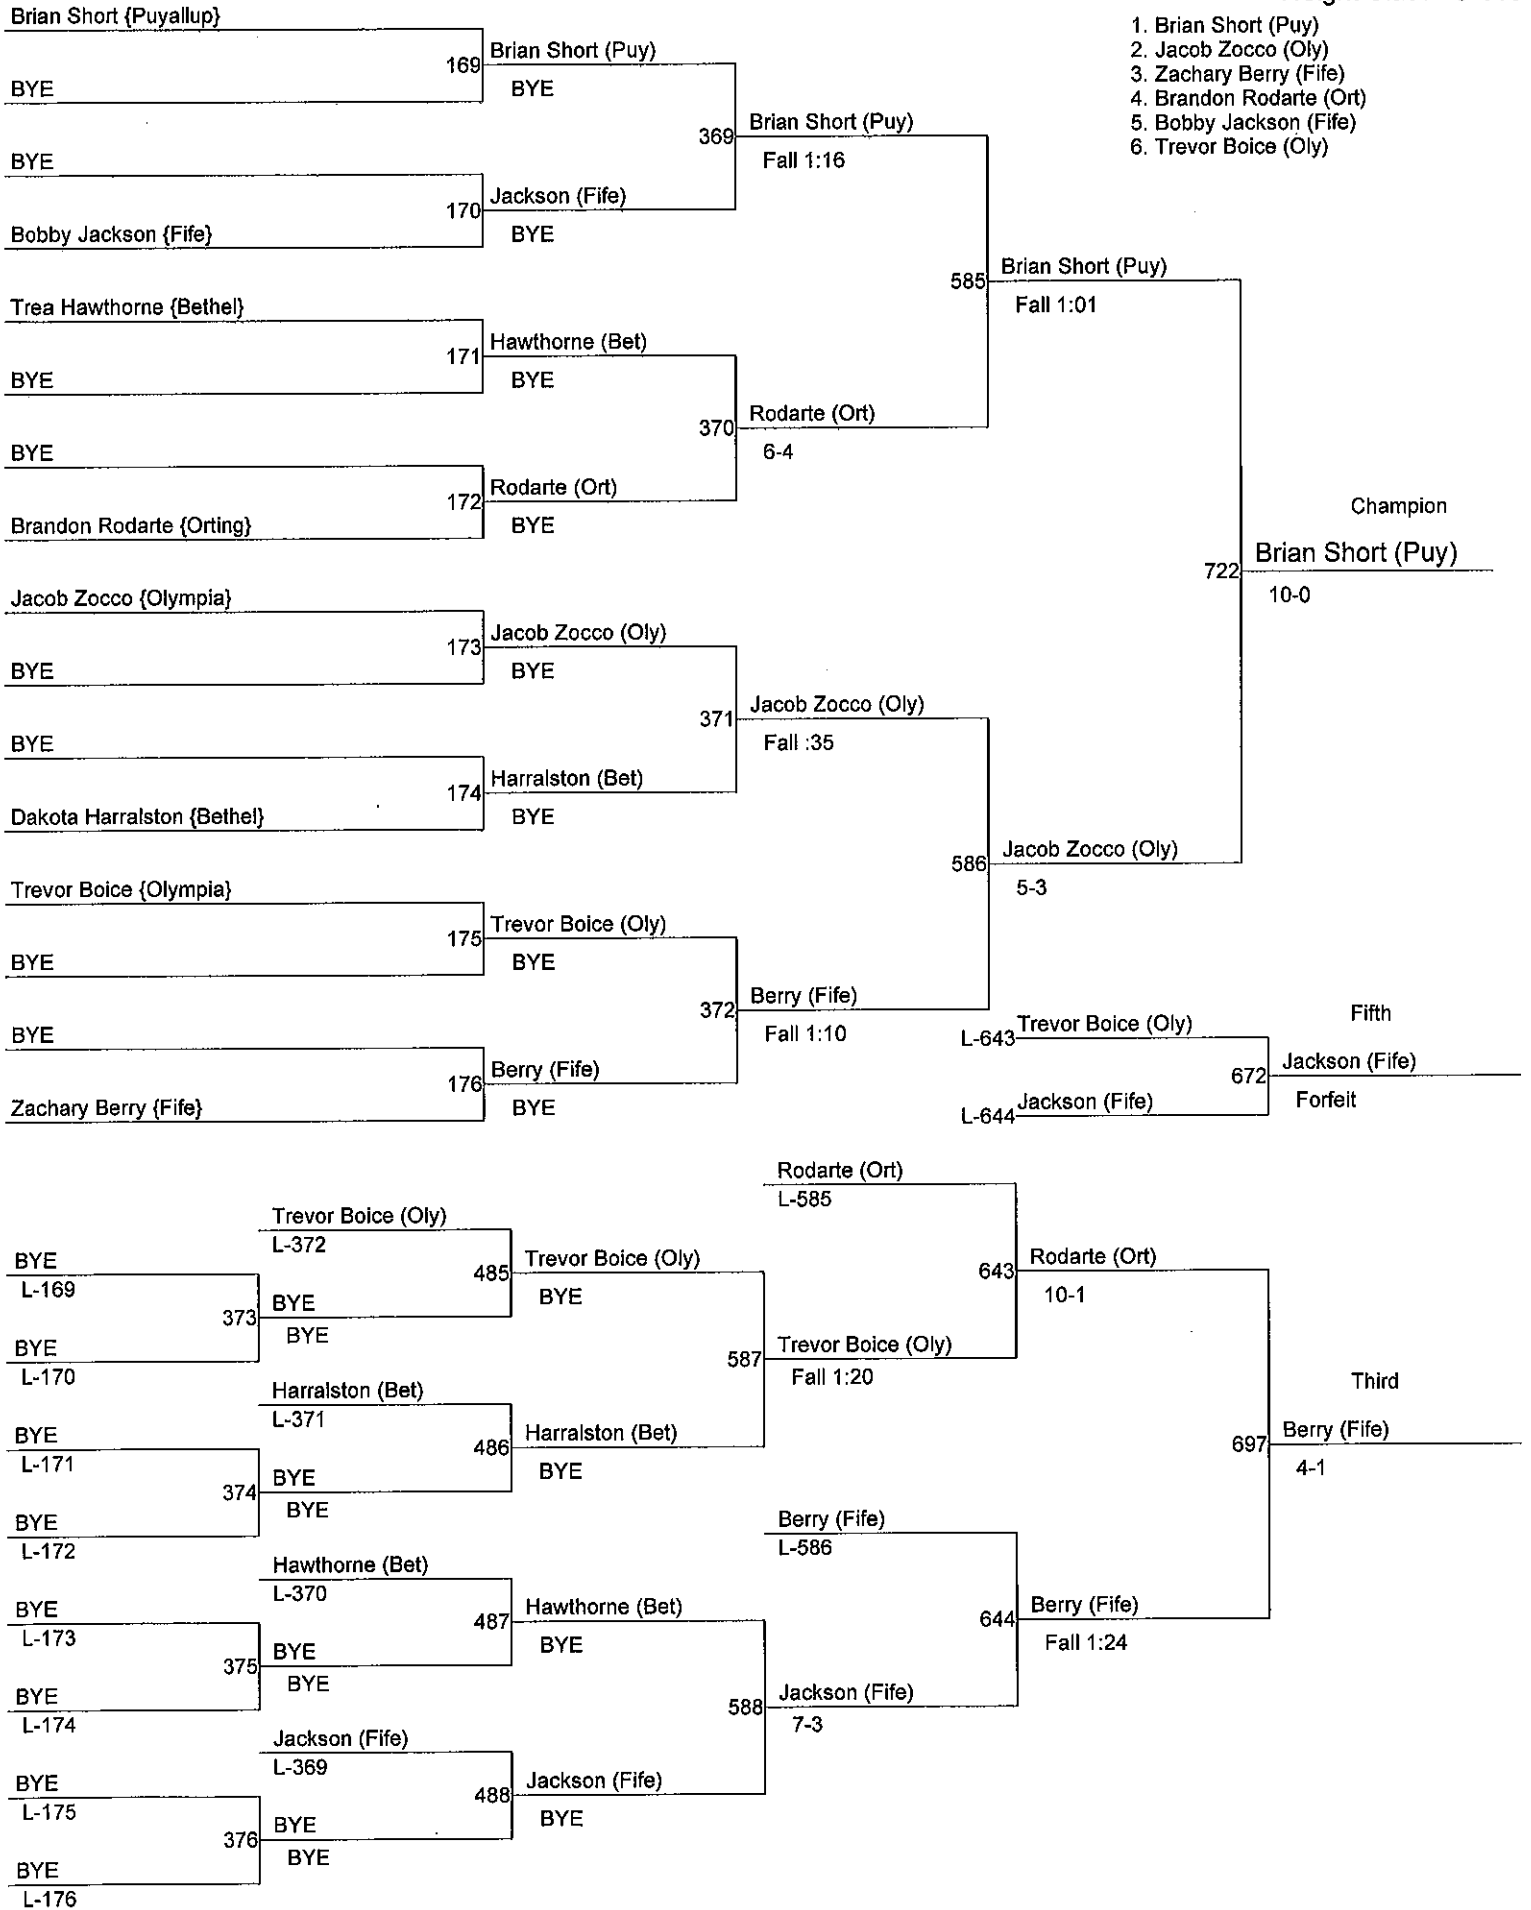 1. Brian Short (Puy)
2. Jacob Zocco (Oly)
3. Zachary Berry (Fife)
4. Brandon Rodarte (Ort)
5. Bobby Jackson (Fife)
6. Trevor Boice (Oly)
Brian Short {Puyallup}
169
BYE
BYE
170
Bobby Jackson {Fife}
Trea Hawthorne {Bethel}
171
BYE
BYE
172
Brandon Rodarte {Orting}
Jacob Zocco {Olympia}
173
BYE
BYE
174
Dakota Harralston {Bethel}
Trevor Boice {Olympia}
175
BYE
BYE
176
Zachary Berry {Fife}
Brian Short (Puy)
BYE
369
Jackson (Fife)
BYE
Hawthorne (Bet)
BYE
370
Rodarte (Ort)
BYE
Jacob Zocco (Oly)
BYE
371
Harralston (Bet)
BYE
Trevor Boice (Oly)
BYE
372
Berry (Fife)
BYE
Brian Short (Puy)
Fall 1:16
585
Rodarte (Ort)
6-4
Jacob Zocco (Oly)
Fall :35
586
Berry (Fife)
Fall 1:10
Brian Short (Puy)
Fall 1:01
722
Jacob Zocco (Oly)
5-3
Champion
Brian Short (Puy)
10-0
Fifth
L-643 Trevor Boice (Oly)
672
L-644 Jackson (Fife)
Jackson (Fife)
Forfeit
BYE
L-169
373
BYE
L-170
BYE
L-171
374
BYE
L-172
BYE
L-173
375
BYE
L-174
BYE
L-175
376
BYE
L-176
Trevor Boice (Oly)
L-372
485
BYE
BYE
Harralston (Bet)
L-371
486
BYE
BYE
Hawthorne (Bet)
L-370
487
BYE
BYE
Jackson (Fife)
L-369
488
BYE
BYE
Trevor Boice (Oly)
BYE
587
Harralston (Bet)
BYE
Hawthorne (Bet)
BYE
588
Jackson (Fife)
BYE
Rodarte (Ort)
L-585
643
Trevor Boice (Oly)
Fall 1:20
Berry (Fife)
L-586
644
Jackson (Fife)
7-3
Rodarte (Ort)
10-1
697
Berry (Fife)
Fall 1:24
Third
Berry (Fife)
4-1